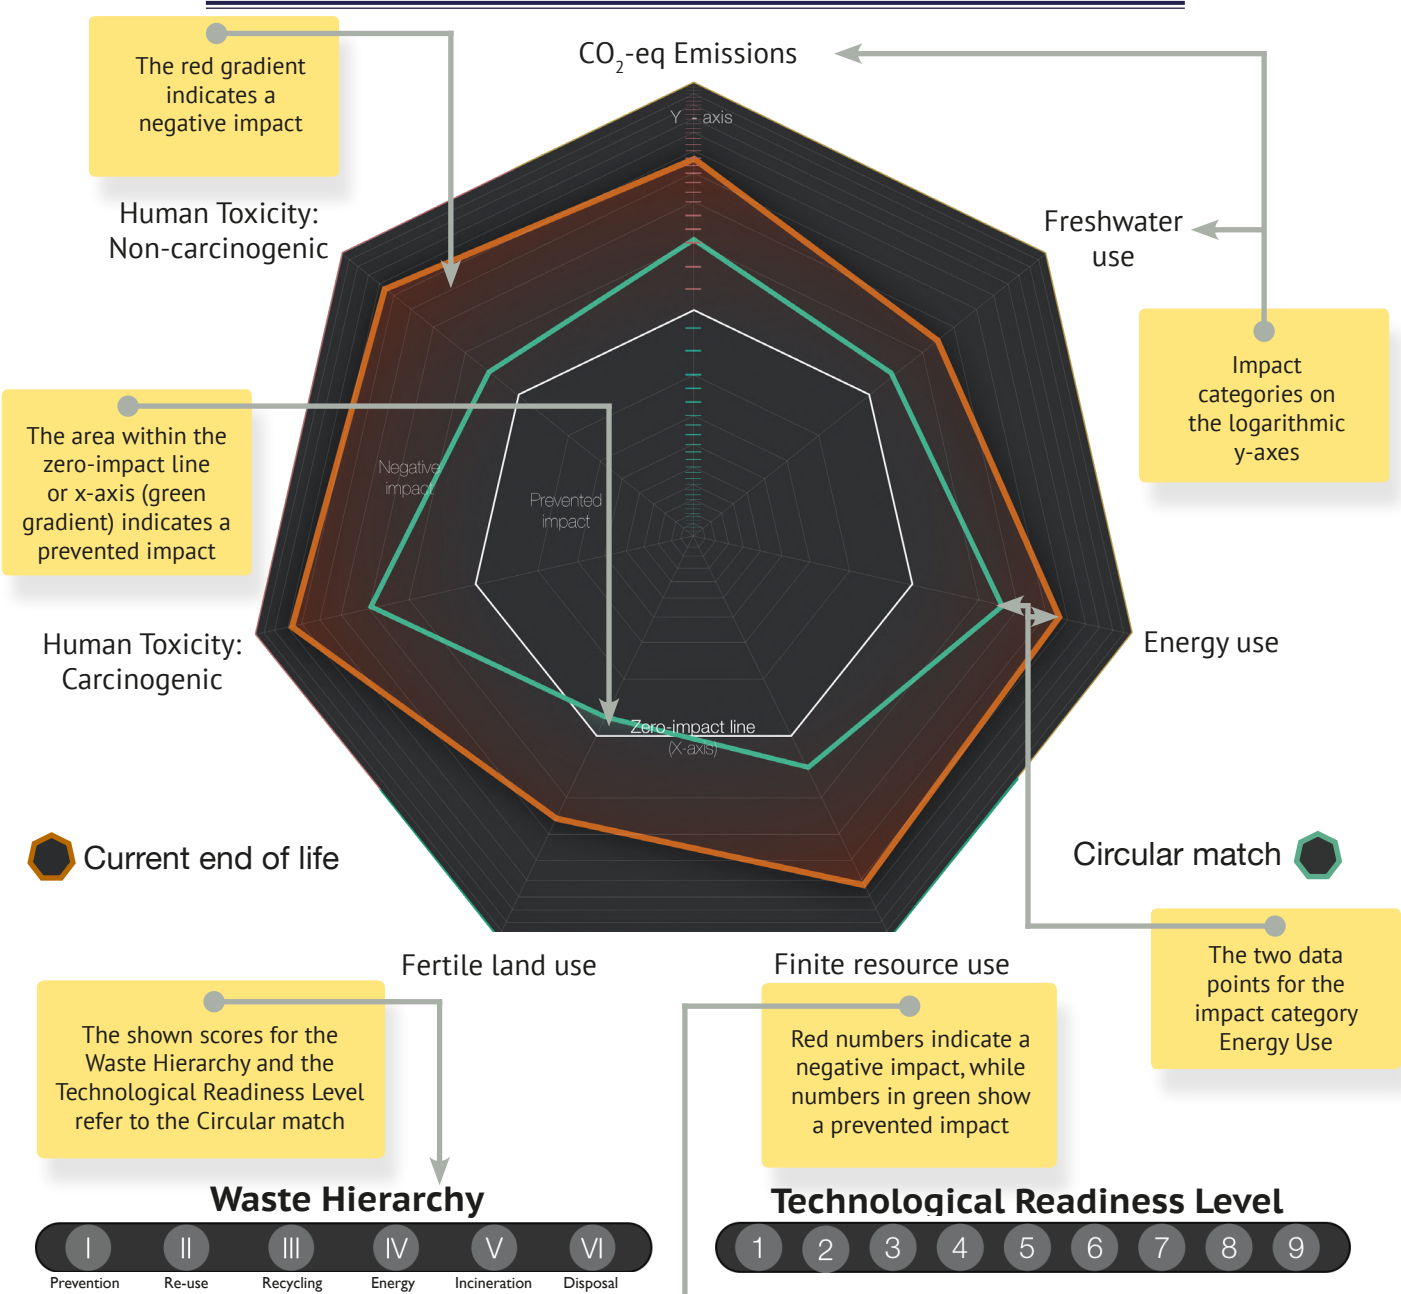 The red gradient
indicates a
negative impact
CO2-eq Emissions
Y - axis
Human Toxicity:
Non-carcinogenic
Freshwater
use
Impact
categories on
the logarithmic
y-axes
The area within the
zero-impact line
or x-axis (green
gradient) indicates a
prevented impact
Negative
impact
Prevented
impact
Human Toxicity:
Carcinogenic
Energy use
Zero-impact line
(X-axis)
Current end of life
Circular match
Fertile land use
Finite resource use
The two data
points for the
impact category
Energy Use
The shown scores for the
Waste Hierarchy and the
Technological Readiness Level
refer to the Circular match
Red numbers indicate a
negative impact, while
numbers in green show
a prevented impact
Waste Hierarchy
I II III IV V VI
Prevention Re-use Recycling Energy Incineration Disposal
Technological Readiness Level
1 2 3 4 5 6 7 8 9